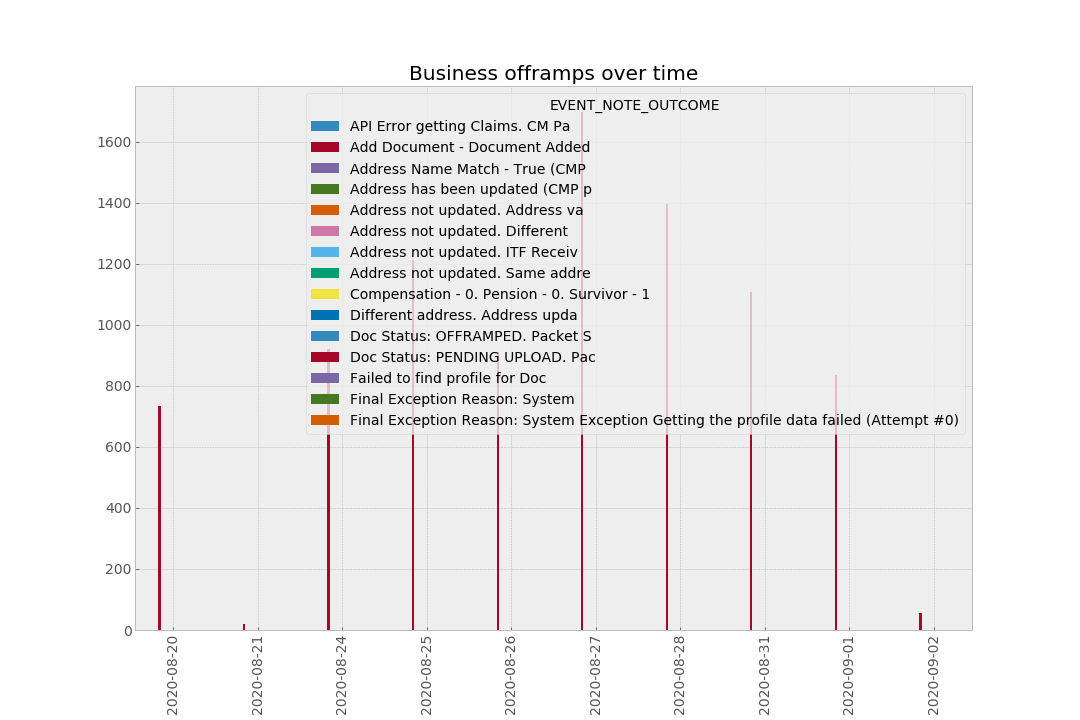 Business offramps over time
EVENT_NOTE_OUTCOME
API Error getting Claims. CM Pa
Add Document - Document Added
Address Name Match - True (CMP
Address has been updated (CMP p
Address not updated. Address va
Address not updated. Different
Address not updated. ITF Receiv
Address not updated. Same addre
Compensation - 0. Pension - 0. Survivor - 1
Different address. Address upda
Doc Status: OFFRAMPED. Packet S
Doc Status: PENDING UPLOAD. Pac
Failed to find profile for Doc
Final Exception Reason: System
Final Exception Reason: System Exception Getting the profile data failed (Attempt #0)
1600
1400
1200
1000
800
600
400
200
0
2020-08-20
2020-08-21
2020-08-24
2020-08-25
2020-08-26
2020-08-27
2020-08-28
2020-08-31
2020-09-01
2020-09-02